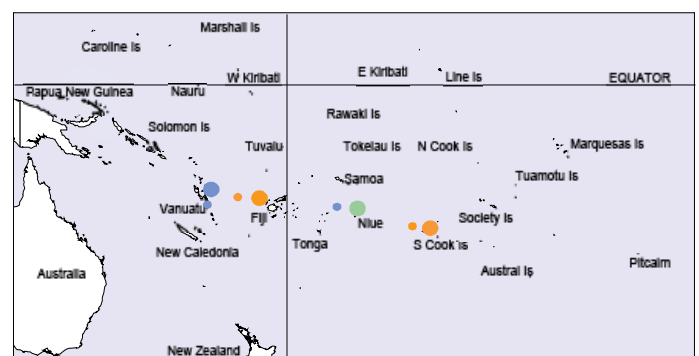 Marshall Is
Caroline Is
W Kiribati
E Kiribati
Line Is
EQUATOR
Papua New Guinea
Nauru
Rawaki Is
Solomon Is
Tuvalu
Tokelau Is
N Cook Is
Marquesas Is
Samoa
Tuamotu Is
Vanuatu
Fiji
Niue
Society Is
New Caledonia
Tonga
S Cook Is
Austral Is
Pitcairn
Australia
New Zealand